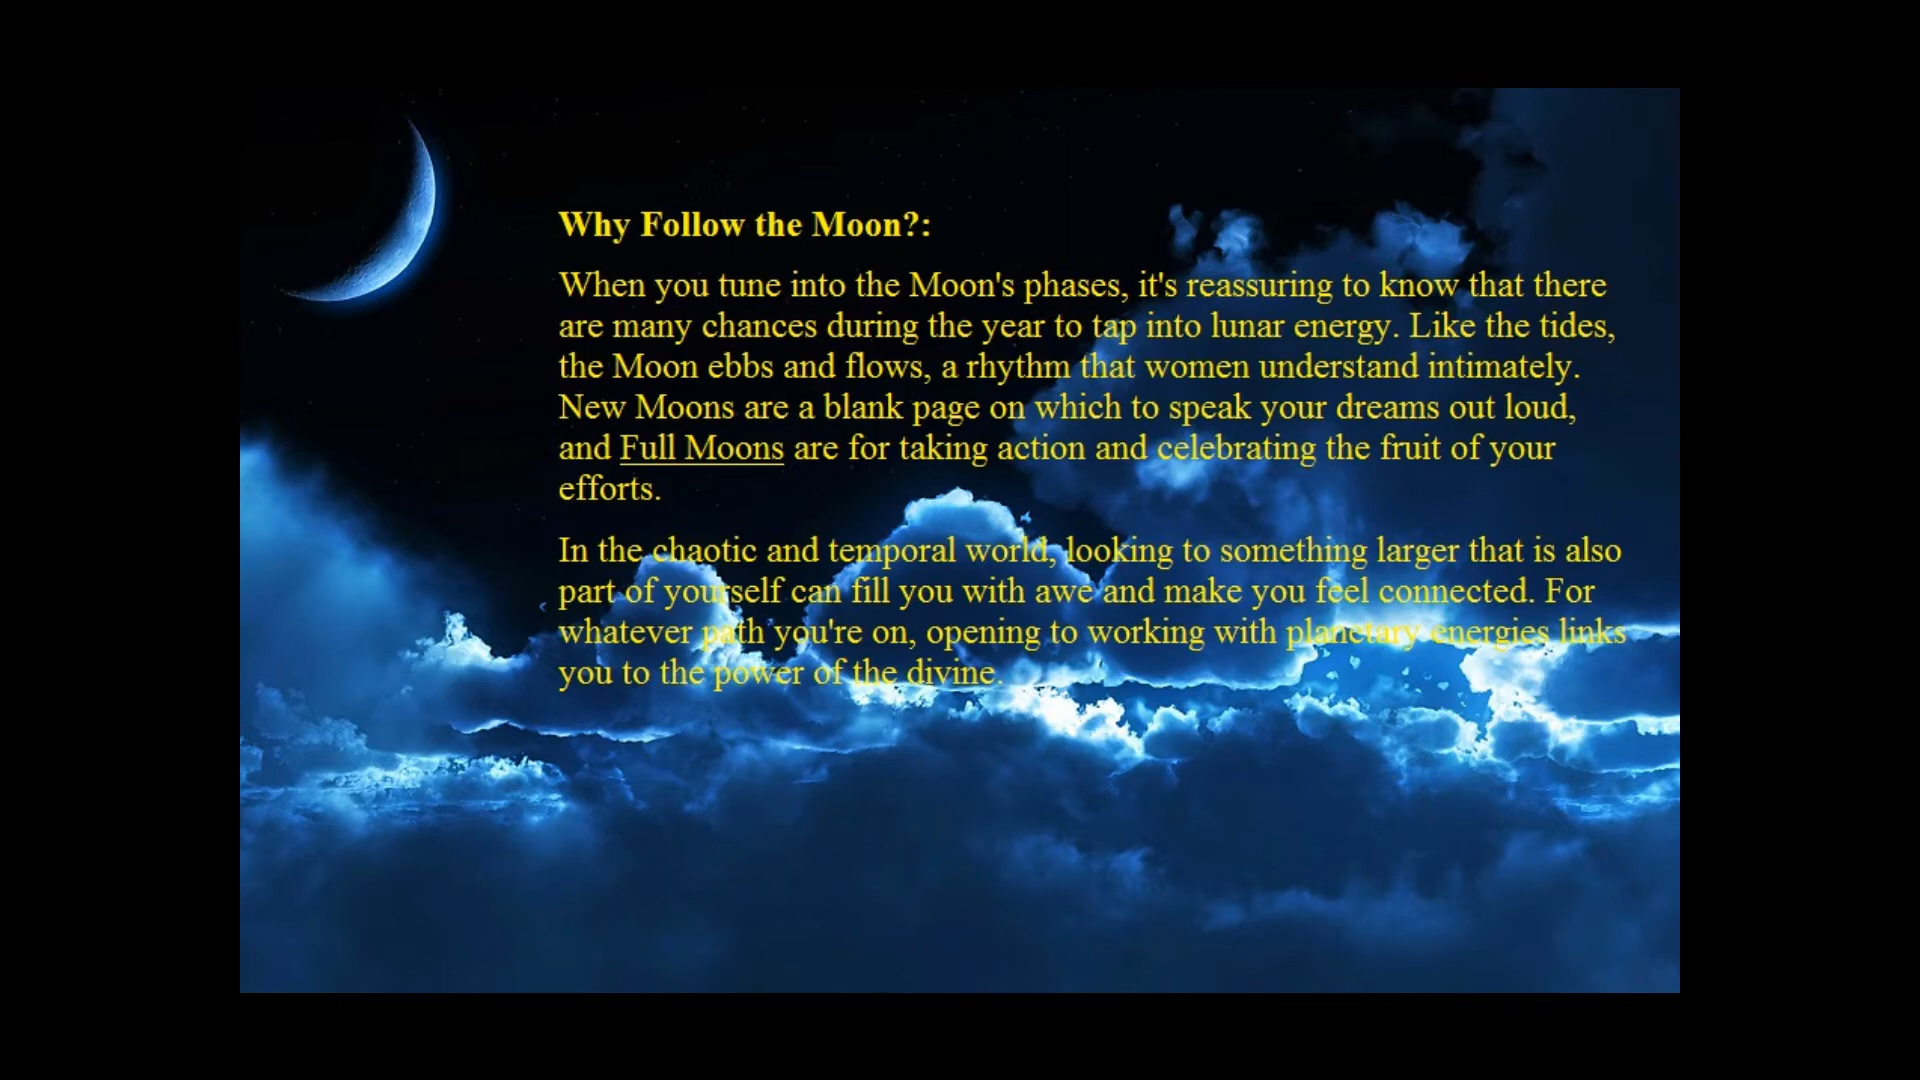 Why Follow the Moon?:
When you tune into the Moon's phases, it's reassuring to know that there
are many chances during the year to tap into lunar energy. Like the tides,
the Moon ebbs and flows, a rhythm that women understand intimately.
New Moons are a blank page on which to speak your dreams out loud,
and Full Moons are for taking action and celebrating the fruit of your
efforts.
In the chaotic and temporal world, looking to something larger that is also
part of yourself can fill you with awe and make you feel connected. For
whatever path you're on, opening to working with planetary energies links
you to the power of the divine.